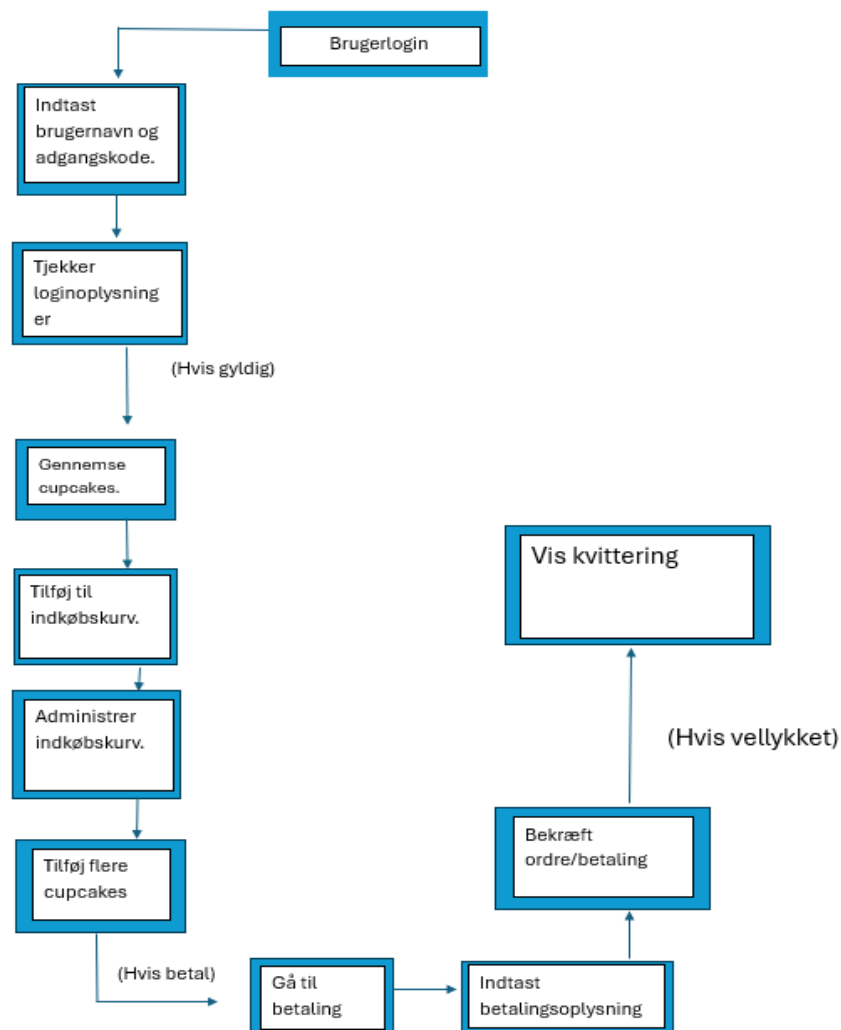 Brugerlogin
Indtast
brugernavn og
adgangskode.
Tjekker
loginoplysning
er
(Hvis gyldig)
Gennemse
cupcakes.
Tilføj til
indkøbskurv.
Administrer
indkøbskurv.
Tilføj flere
cupcakes
(Hvis betal)
Gå til
betaling
Indtast
betalingsoplysning
Bekræft
ordre/betaling
(Hvis vellykket)
Vis kvittering